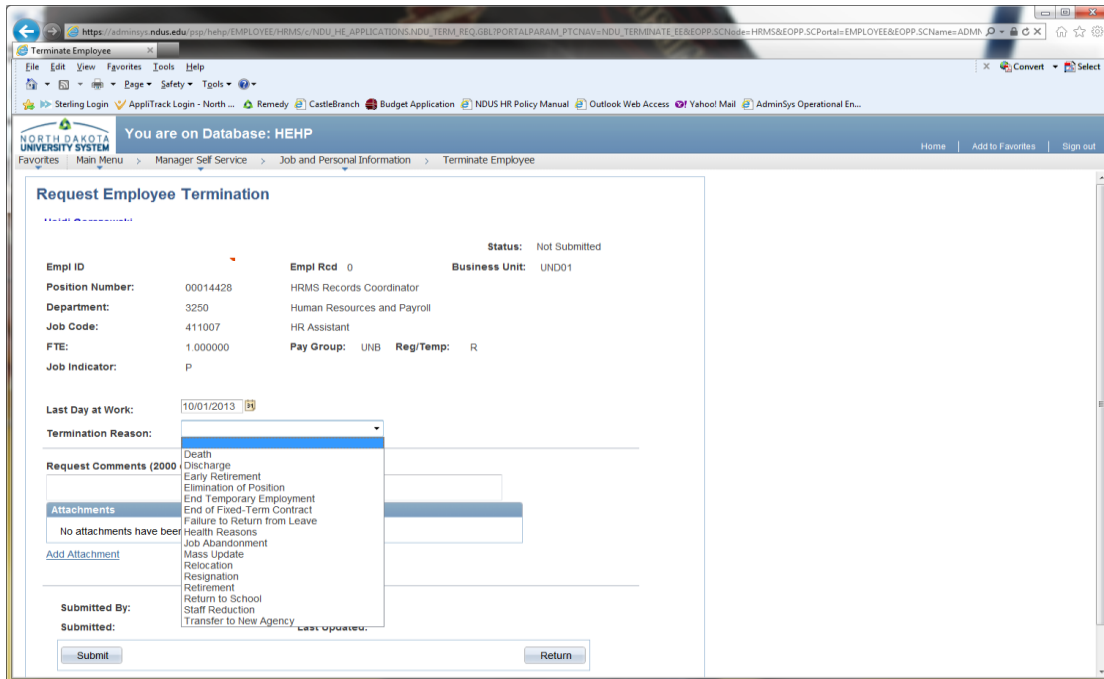 https://adminsys.ndus.edu/psp/hehp/EMPLOYEE/HRMS/c/NDU_HE_APPLICATIONS.NDU_TERM_REQ.GBL?PORTALPARAM_PTCNAV=NDU_TERMINATE_EE&EOPP.SCNode=HRMS&EOPP.SCPortal=EMPLOYEE&EOPP.SCName=ADMN
Terminate Employee
File Edit View Favorites Tools Help
Convert Select
Page Safety Tools
Sterling Login AppliTrack Login - North ... Remedy CastleBranch Budget Application NDUS HR Policy Manual Outlook Web Access Yahoo! Mail AdminSys Operational En...
NORTH DAKOTA
UNIVERSITY SYSTEM
You are on Database: HEHP
Home | Add to Favorites | Sign out
Favorites Main Menu > Manager Self Service > Job and Personal Information > Terminate Employee
Request Employee Termination
Status: Not Submitted
Empl ID Empl Rcd 0 Business Unit: UND01
Position Number: 00014428 HRMS Records Coordinator
Department: 3250 Human Resources and Payroll
Job Code: 411007 HR Assistant
FTE: 1.000000 Pay Group: UNB Reg/Temp: R
Job Indicator: P
Last Day at Work: 10/01/2013
Termination Reason:
Death
Request Comments (2000 Discharge
Early Retirement
Elimination of Position
End Temporary Employment
Attachments End of Fixed-Term Contract
Failure to Return from Leave
No attachments have been Health Reasons
Job Abandonment
Add Attachment Mass Update
Relocation
Resignation
Retirement
Return to School
Submitted By: Staff Reduction
Transfer to New Agency
Submitted: Last Updated:
Submit Return